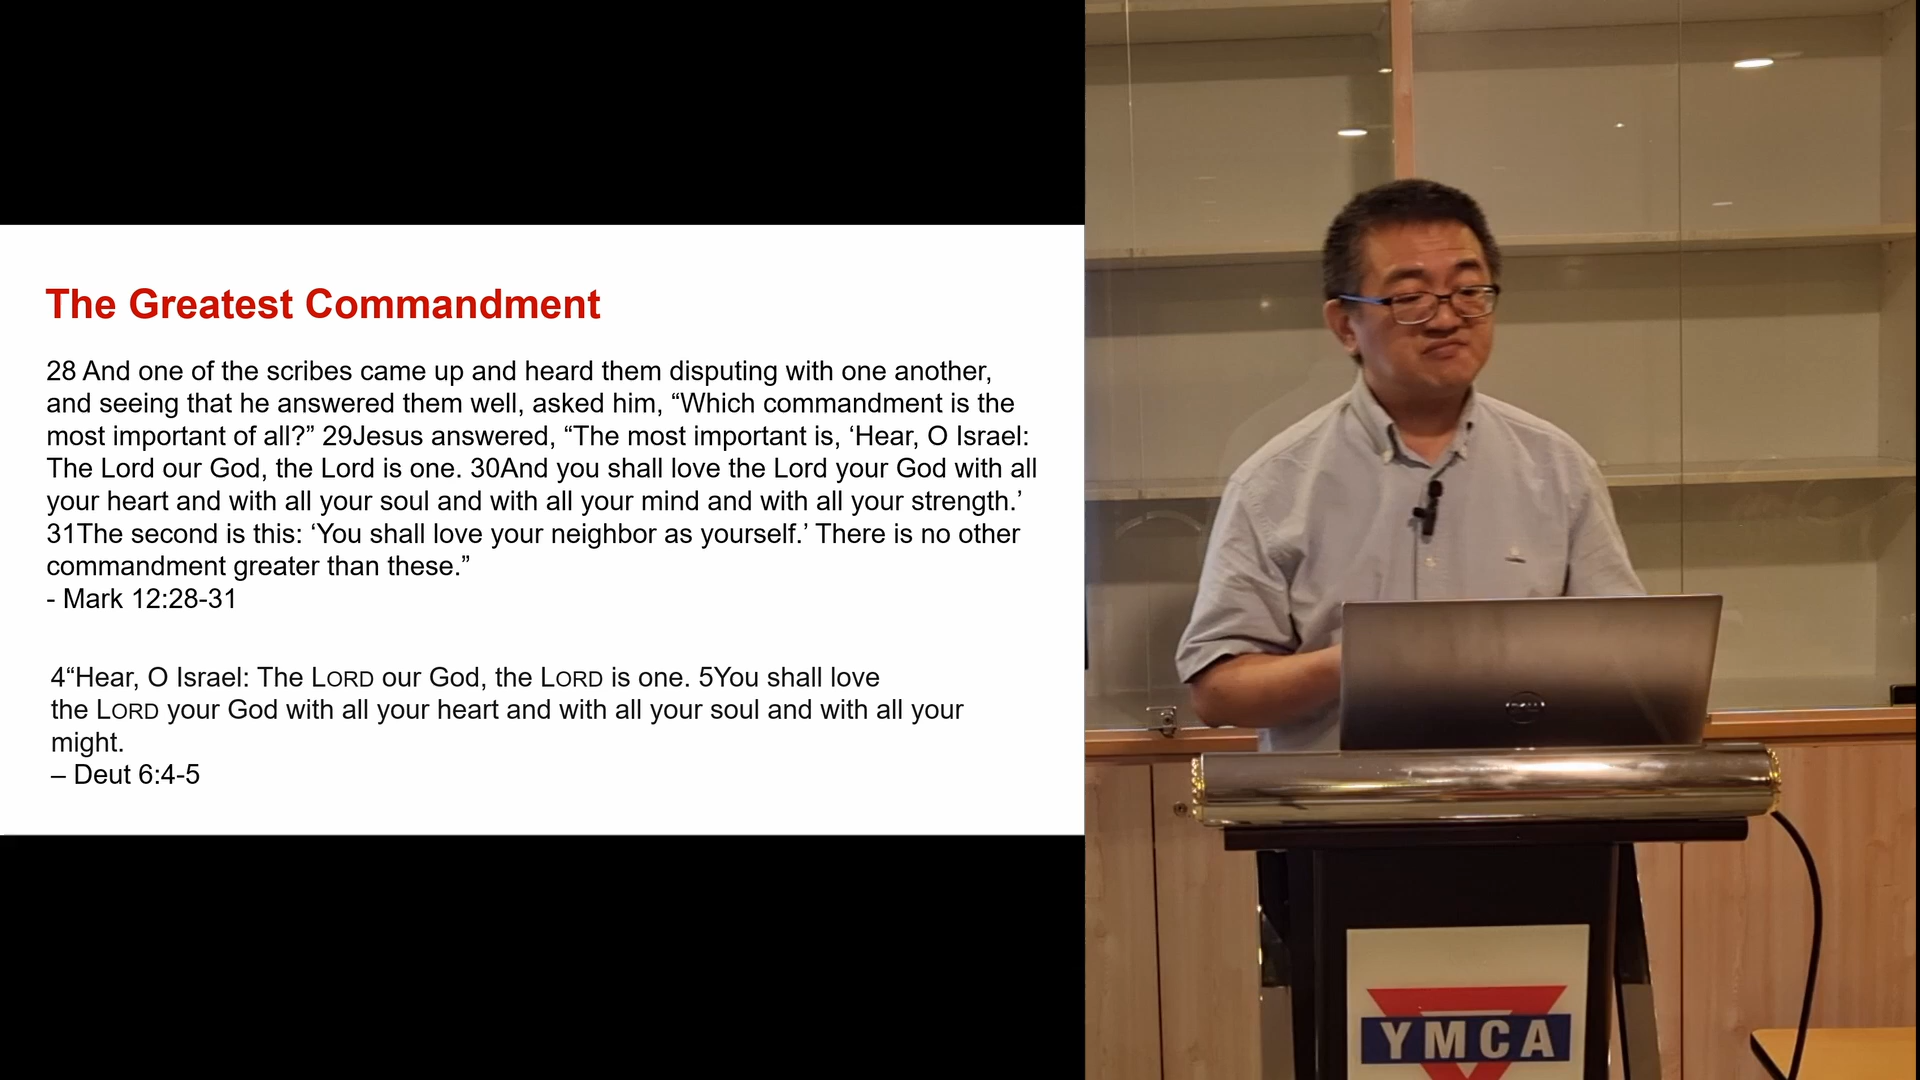 The Greatest Commandment
28 And one of the scribes came up and heard them disputing with one another,
and seeing that he answered them well, asked him, “Which commandment is the
most important of all?” 29Jesus answered, “The most important is, ‘Hear, O Israel:
The Lord our God, the Lord is one. 30And you shall love the Lord your God with all
your heart and with all your soul and with all your mind and with all your strength.’
31The second is this: ‘You shall love your neighbor as yourself.’ There is no other
commandment greater than these.”
- Mark 12:28-31
4“Hear, O Israel: The LORD our God, the LORD is one. 5You shall love
the LORD your God with all your heart and with all your soul and with all your
might.
– Deut 6:4-5
DELL
YMCA